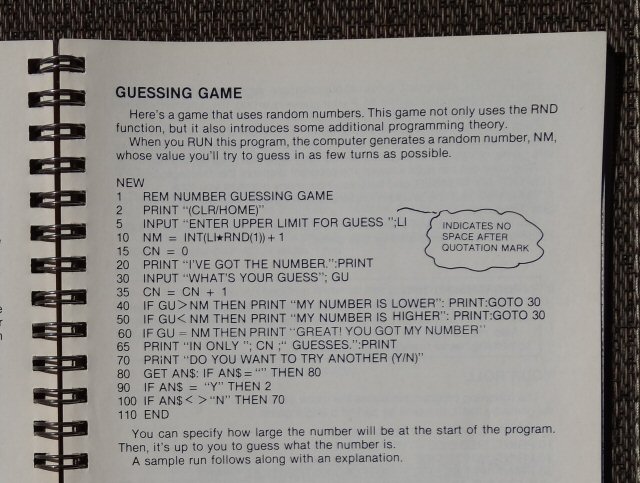 GUESSING GAME
Here's a game that uses random numbers. This game not only uses the RND
function, but it also introduces some additional programming theory.
When you RUN this program, the computer generates a random number, NM,
whose value you'll try to guess in as few turns as possible.
NEW
1 REM NUMBER GUESSING GAME
2 PRINT "(CLR/HOME)"
5 INPUT "ENTER UPPER LIMIT FOR GUESS ";LI
10 NM = INT(LI★RND(1)) + 1
15 CN = 0
20 PRINT "I'VE GOT THE NUMBER.":PRINT
30 INPUT "WHAT'S YOUR GUESS"; GU
35 CN = CN + 1
40 IF GU > NM THEN PRINT "MY NUMBER IS LOWER": PRINT:GOTO 30
50 IF GU < NM THEN PRINT "MY NUMBER IS HIGHER": PRINT:GOTO 30
60 IF GU = NM THEN PRINT "GREAT! YOU GOT MY NUMBER"
65 PRINT "IN ONLY "; CN ;" GUESSES.":PRINT
70 PRINT "DO YOU WANT TO TRY ANOTHER (Y/N)"
80 GET AN$: IF AN$ = "" THEN 80
90 IF AN$ = "Y" THEN 2
100 IF AN$ < > "N" THEN 70
110 END
INDICATES NO
SPACE AFTER
QUOTATION MARK
You can specify how large the number will be at the start of the program.
Then, it's up to you to guess what the number is.
A sample run follows along with an explanation.